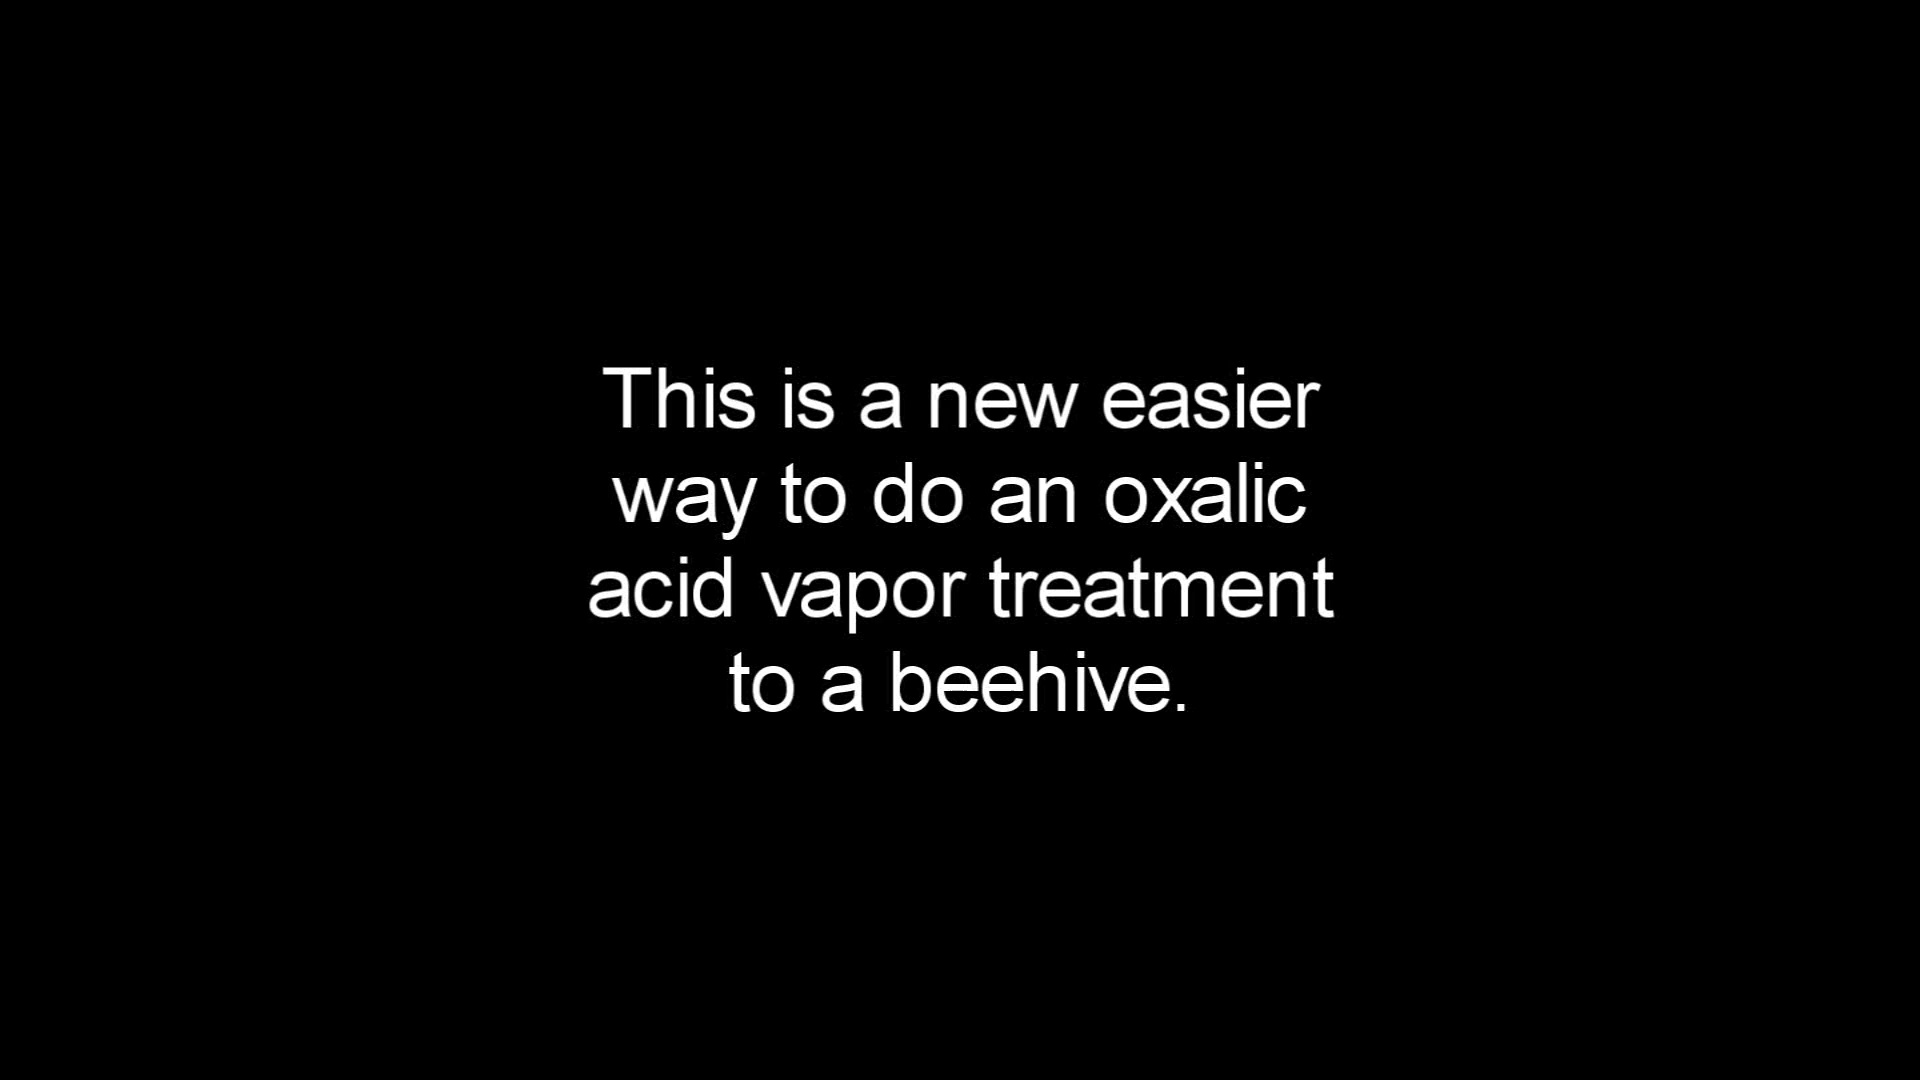 This is a new easier
way to do an oxalic
acid vapor treatment
to a beehive.